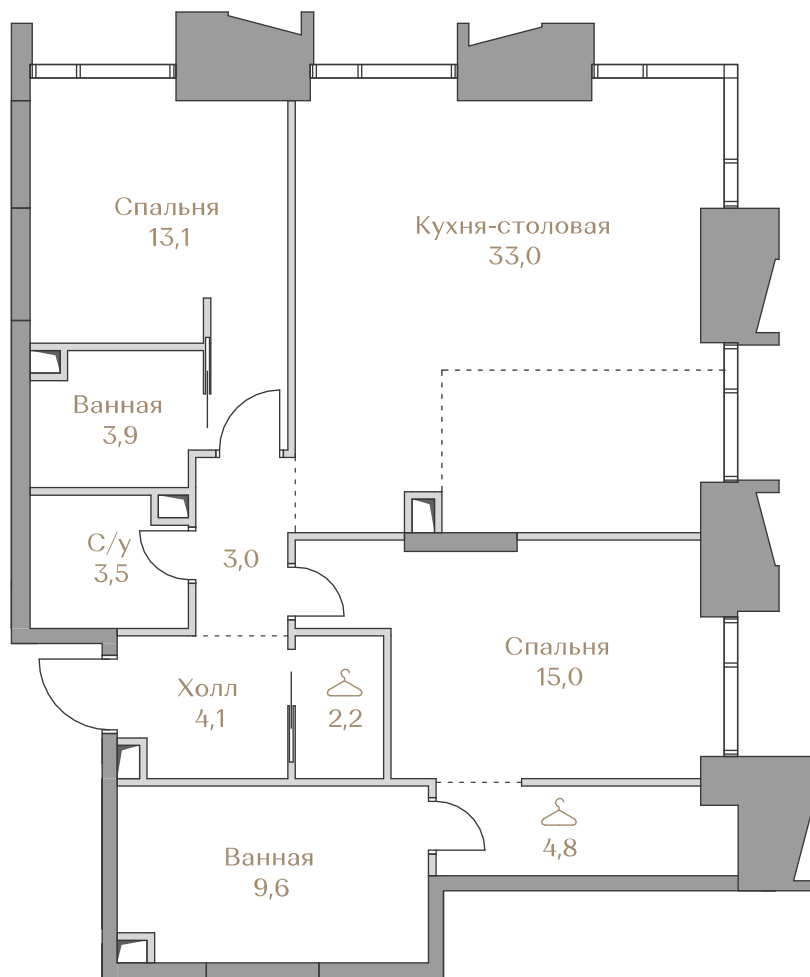 Спальня
13,1
Кухня-столовая
33,0
Ванная
3,9
С/у
3,5
3,0
Спальня
15,0
Холл
4,1
2,2
Ванная
9,6
4,8